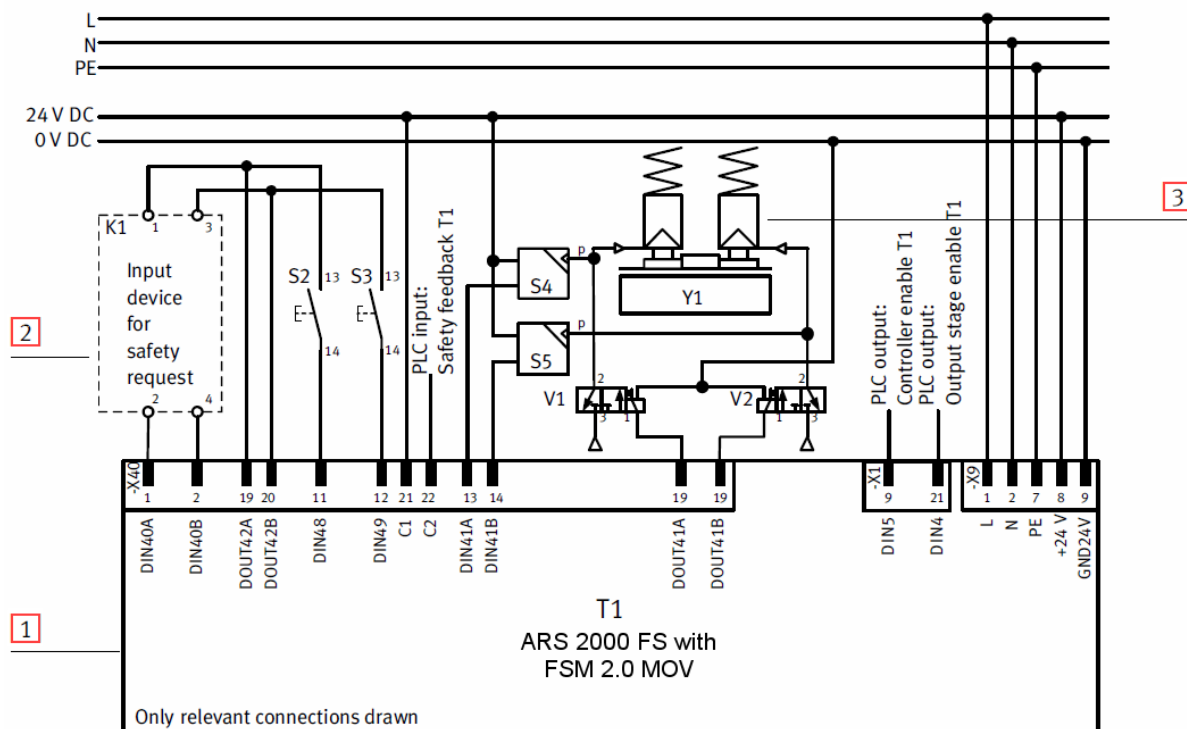 L
N
PE
24 V DC
0 V DC
3
K1
1
3
Input
device
for
safety
request
2
4
2
S2
13
14
S3
13
14
PLC input:
Safety feedback T1
S4
p
S5
p
Y1
V1
2
3
1
V2
2
1
3
PLC output:
Controller enable T1
PLC output:
Output stage enable T1
-X40
1
2
19
20
11
12
21
22
13
14
19
19
-X1
9
21
-X9
1
2
7
8
9
DIN40A
DIN40B
DOUT42A
DOUT42B
DIN48
DIN49
C1
C2
DIN41A
DIN41B
DOUT41A
DOUT41B
DIN5
DIN4
L
N
PE
+24 V
GND24V
1
T1
ARS 2000 FS with
FSM 2.0 MOV
Only relevant connections drawn